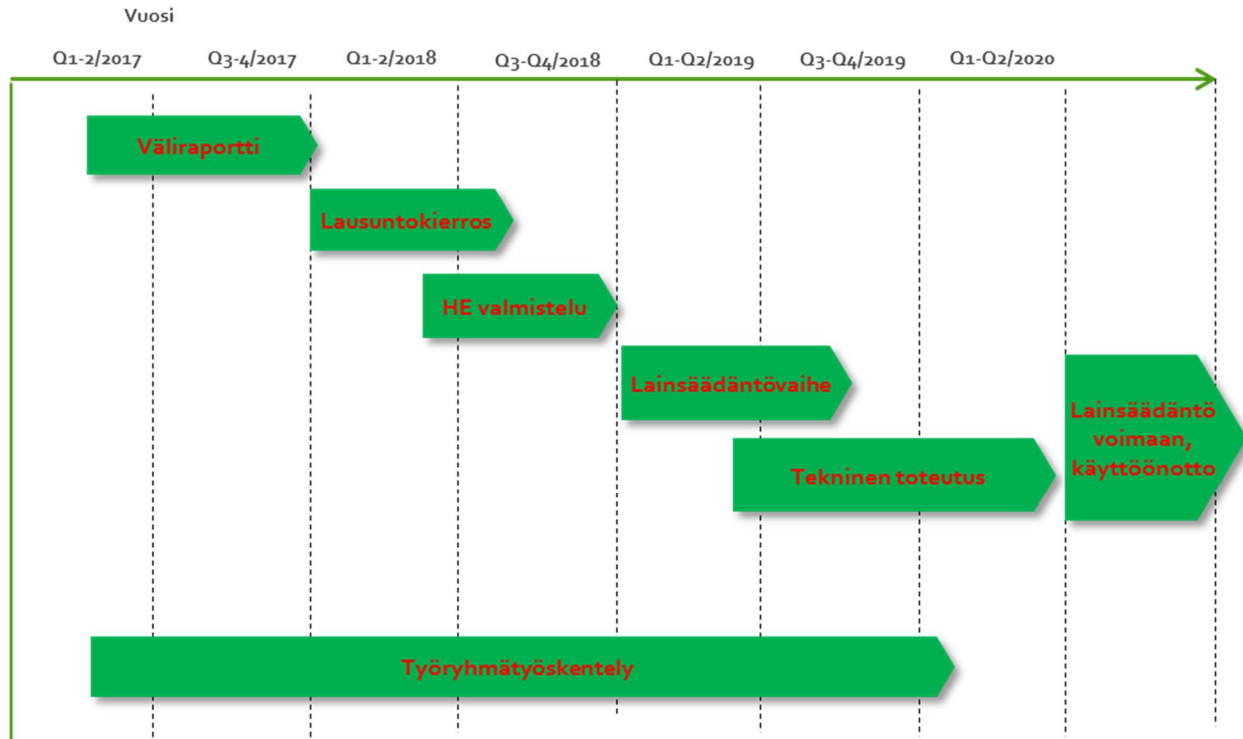 Vuosi
Q1-2/2017
Q3-4/2017
Q1-2/2018
Q3-Q4/2018
Q1-Q2/2019
Q3-Q4/2019
Q1-Q2/2020
Väliraportti
Lausuntokierros
HE valmistelu
Lainsäädäntövaihe
Lainsäädäntö
voimaan,
käyttöönotto
Tekninen toteutus
Työryhmätyöskentely